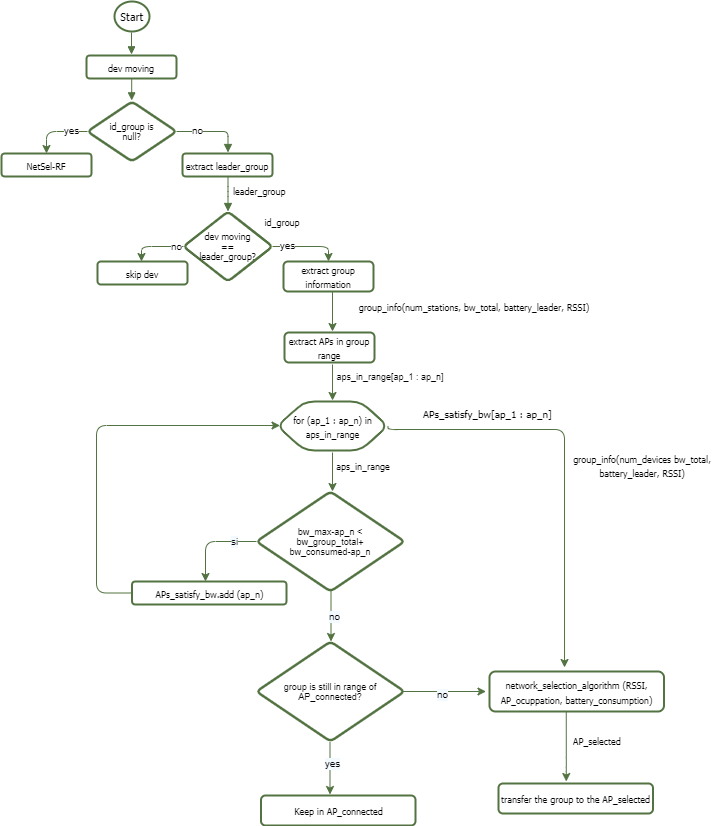 Start
dev moving
id_group is
null?
yes
no
NetSel-RF
extract leader_group
leader_group
id_group
dev moving
==
leader_group?
no
yes
skip dev
extract group
information
group_info(num_stations, bw_total, battery_leader, RSSI)
extract APs in group
range
aps_in_range[ap_1 : ap_n]
for (ap_1 : ap_n) in
aps_in_range
APs_satisfy_bw[ap_1 : ap_n]
group_info(num_devices bw_total,
battery_leader, RSSI)
aps_in_range
bw_max-ap_n <
bw_group_total+
bw_consumed-ap_n
si
APs_satisfy_bw.add (ap_n)
no
group is still in range of
AP_connected?
no
network_selection_algorithm (RSSI,
AP_ocuppation, battery_consumption)
AP_selected
yes
Keep in AP_connected
transfer the group to the AP_selected